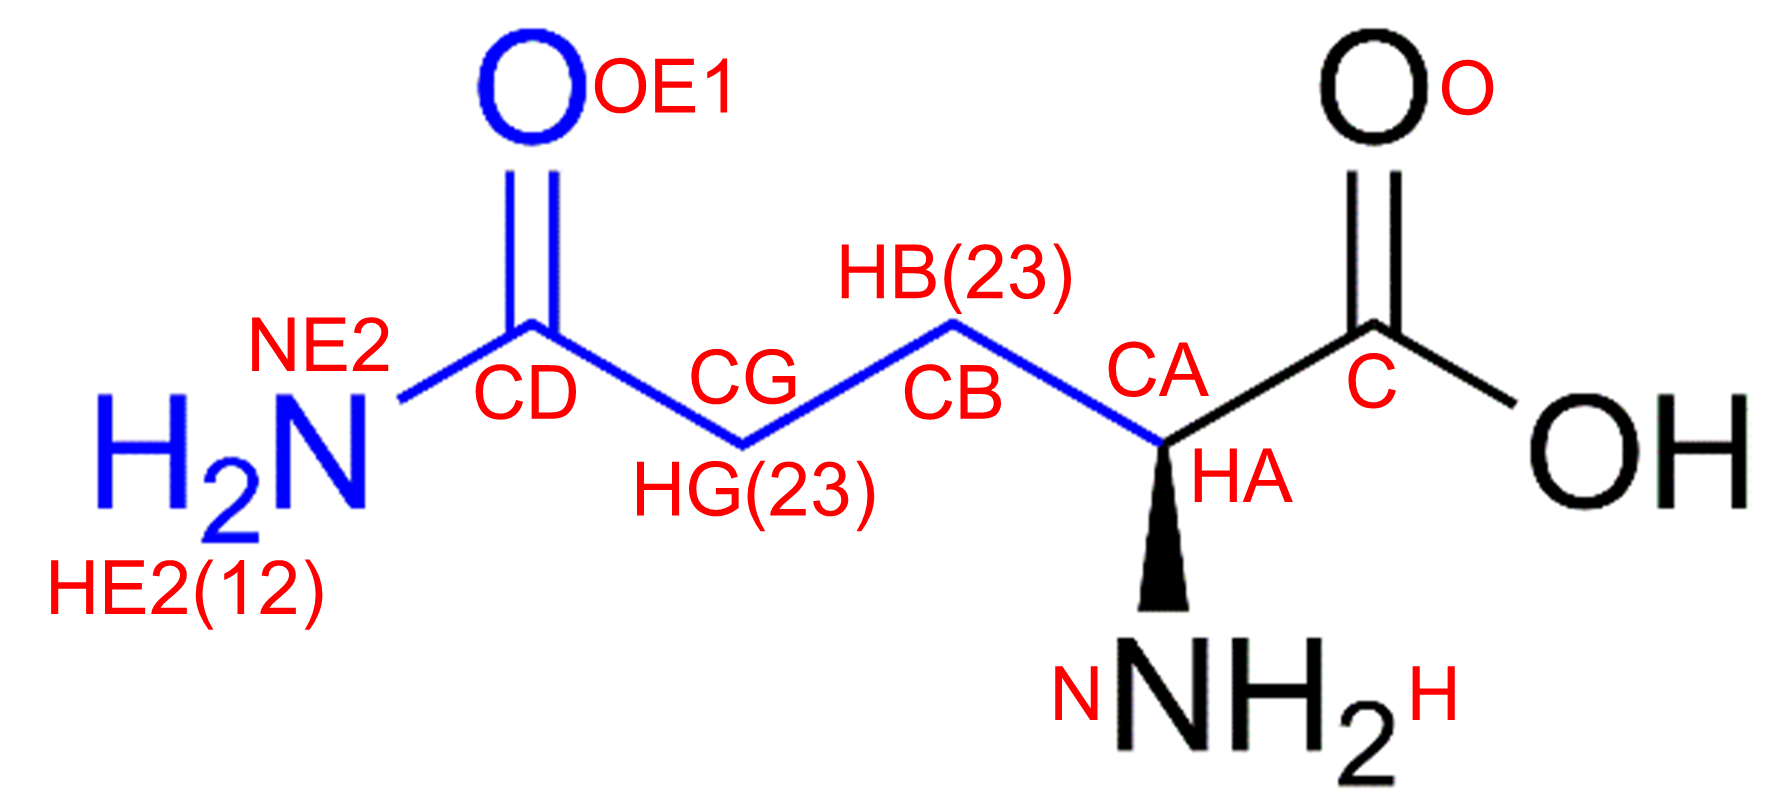 O OE1
O O
HB(23)
NE2
CD CG CB CA C
H2N
HG(23) HA
OH
HE2(12)
N NH2 H